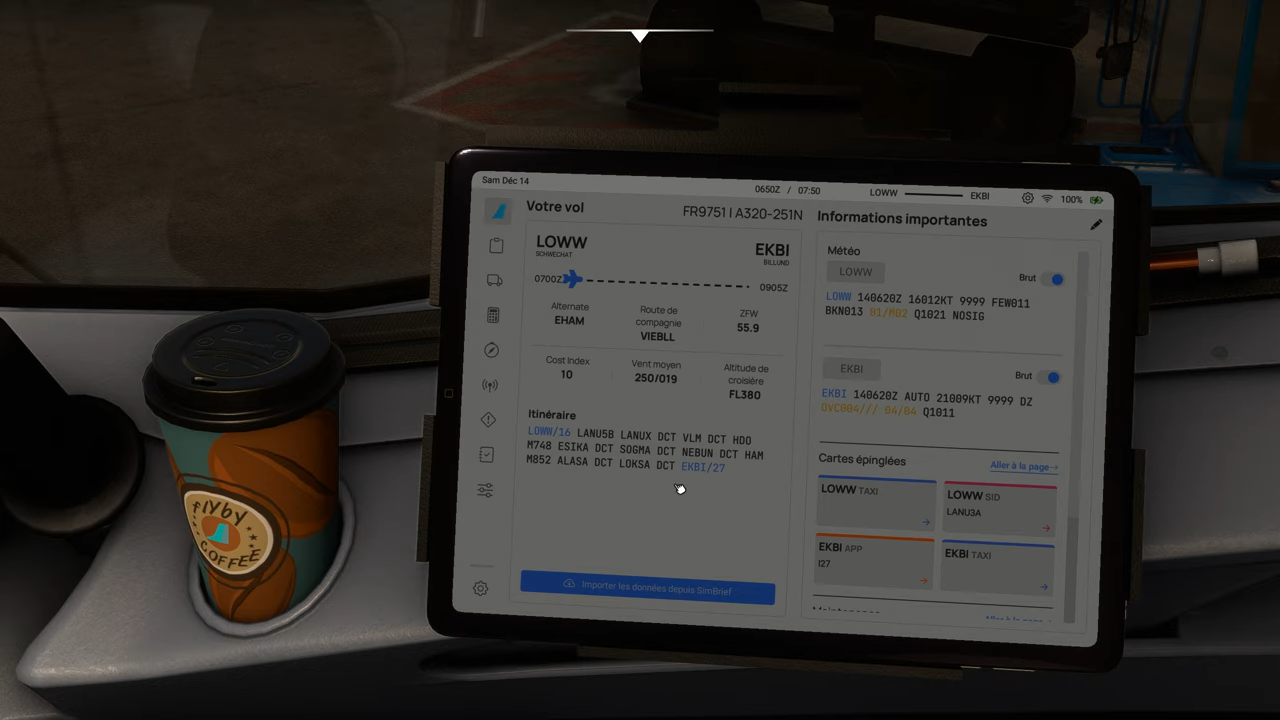 Sam Déc 14
0650Z / 07:50
LOWW EKBI
100%
Votre vol
FR9751 | A320-251N
LOWW
SCHWECHAT
EKBI
BILLUND
0700Z
0905Z
Alternate
EHAM
Route de
compagnie
VIEBLL
ZFW
55.9
Cost Index
10
Vent moyen
250/019
Altitude de
croisière
FL380
Itinéraire
LOWW/16 LANU5B LANUX DCT VLM DCT HDO
M748 ESIKA DCT SOGMA DCT NEBUN DCT HAM
M852 ALASA DCT LOKSA DCT EKBI/27
Importer les données depuis SimBrief
Informations importantes
Météo
LOWW
Brut
LOWW 140620Z 16012KT 9999 FEW011
BKN013 01/M02 Q1021 NOSIG
EKBI
Brut
EKBI 140620Z AUTO 21009KT 9999 DZ
OVC004/// 04/04 Q1011
Cartes épinglées
Aller à la page
LOWW TAXI
LOWW SID
LANU3A
EKBI APP
I27
EKBI TAXI
flyby
COFFEE